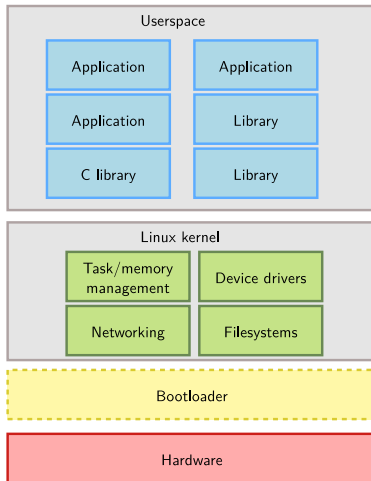 Userspace
Application
Application
Application
Library
C library
Library
Linux kernel
Task/memory
management
Device drivers
Networking
Filesystems
Bootloader
Hardware